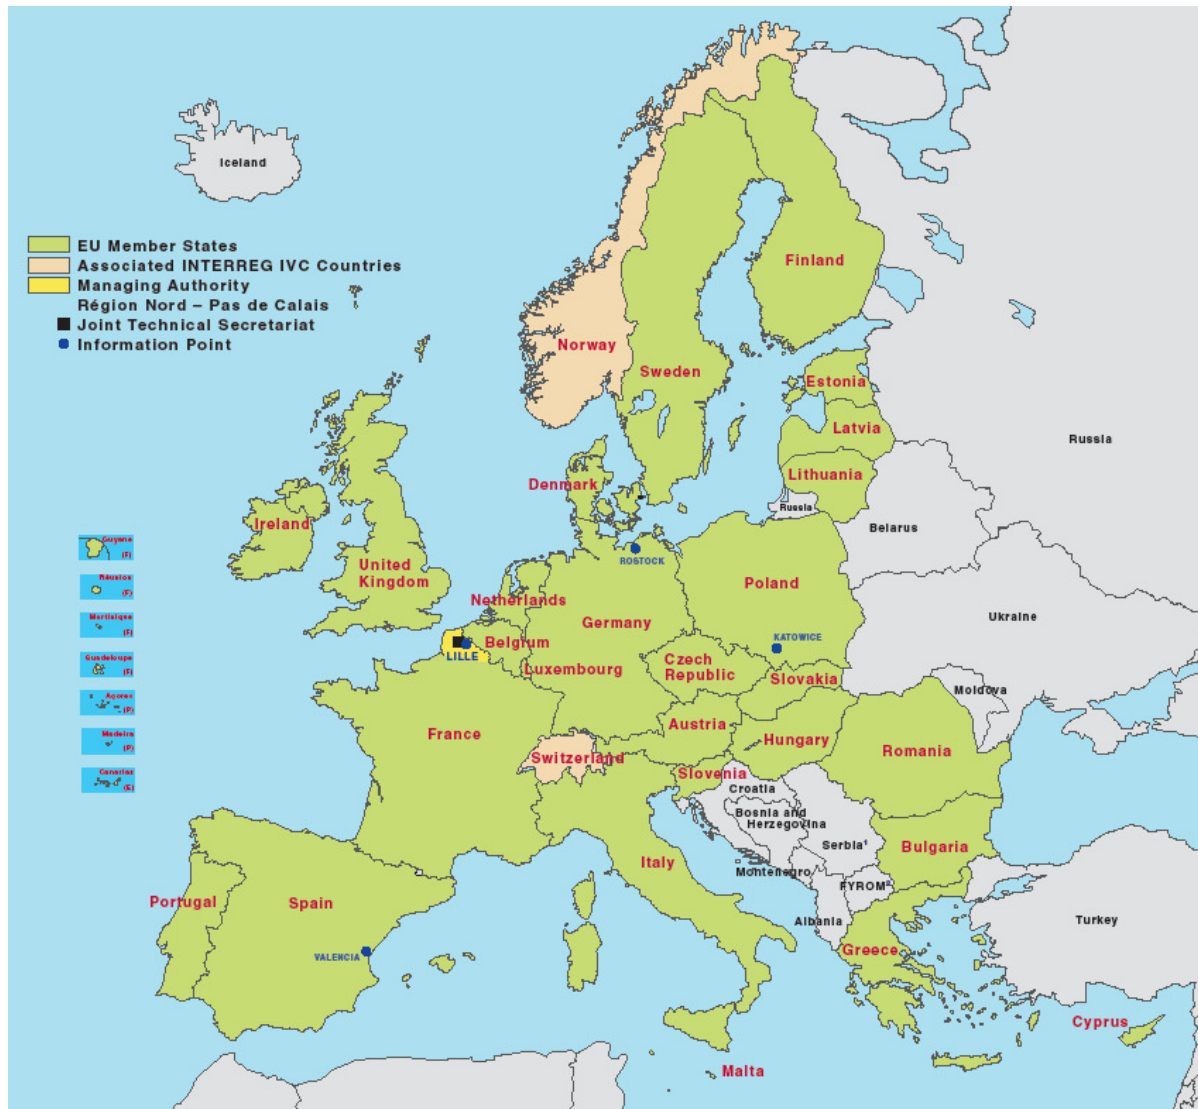 Iceland
EU Member States
Associated INTERREG IVC Countries
Managing Authority
Région Nord – Pas de Calais
Joint Technical Secretariat
Information Point
Finland
Norway
Sweden
Estonia
Latvia
Russia
Lithuania
Denmark
Russia
Ireland
Belarus
Guyane
(F)
ROSTOCK
United
Kingdom
Réunion
(F)
Poland
Netherlands
Martinique
(F)
Germany
Ukraine
Belgium
KATOWICE
LILLE
Guadeloupe
(F)
Luxembourg
Czech
Republic
Slovakia
Moldova
Açores
(P)
Austria
France
Hungary
Madeira
(P)
Romania
Switzerland
Canarias
(E)
Slovenia
Croatia
Bosnia and
Herzegovina
Serbia¹
Bulgaria
Italy
Montenegro
FYROM²
Portugal
Spain
Albania
Turkey
Greece
VALENCIA
Cyprus
Malta